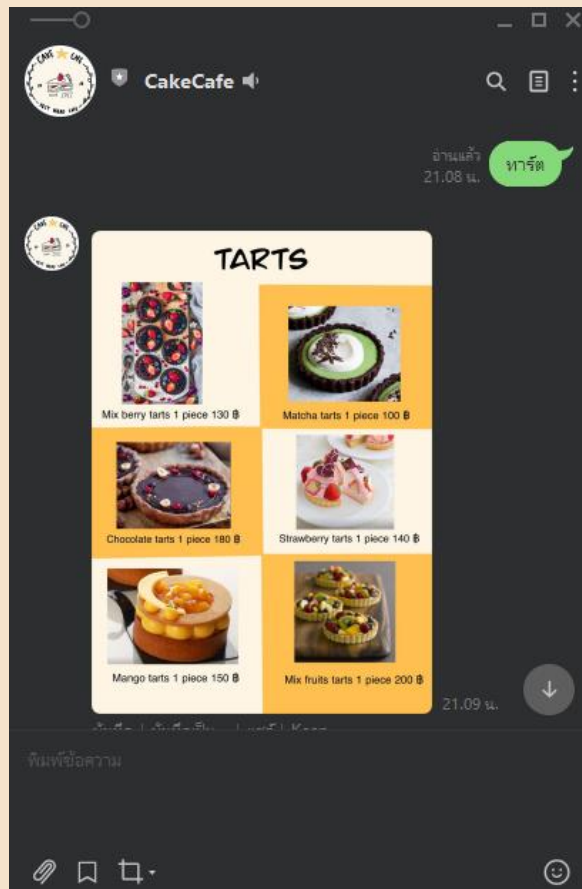 CAKE CAFE
CakeCafe
อ่านแล้ว
21.08 น.
ทาร์ต
TARTS
Mix berry tarts 1 piece 130 ฿
Matcha tarts 1 piece 100 ฿
Chocolate tarts 1 piece 180 ฿
Strawberry tarts 1 piece 140 ฿
Mango tarts 1 piece 150 ฿
Mix fruits tarts 1 piece 200 ฿
21.09 น.
พิมพ์ข้อความ